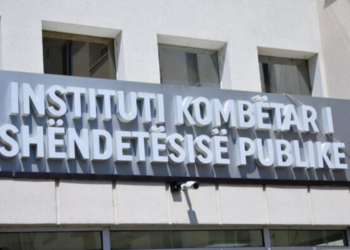 INSTITUTI KOMBËTAR I
SHËNDETËSISË PUBLIKE